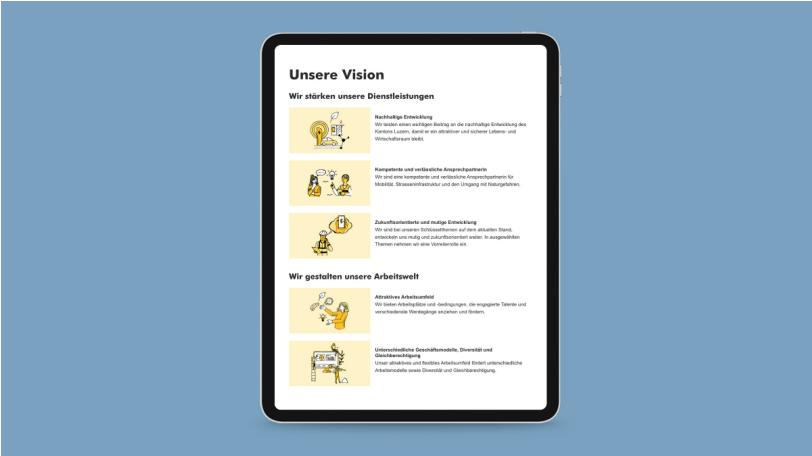 Unsere Vision
Wir stärken unsere Dienstleistungen
Nachhaltige Entwicklung
Wir leisten einen wichtigen Beitrag an die nachhaltige Entwicklung des
Kantons Luzern, damit er ein attraktiver und sicherer Lebens- und
Wirtschaftsraum bleibt.
Kompetente und verlässliche Ansprechpartnerin
Wir sind eine kompetente und verlässliche Ansprechpartnerin für
Mobilität, Strasseninfrastruktur und den Umgang mit Naturgefahren.
Zukunftsorientierte und mutige Entwicklung
Wir sind bei unseren Schlüsselthemen auf dem aktuellen Stand,
entwickeln uns mutig und zukunftsorientiert weiter. In ausgewählten
Themen nehmen wir eine Vorreiterrolle ein.
Wir gestalten unsere Arbeitswelt
Attraktives Arbeitsumfeld
Wir bieten Arbeitsplätze und -bedingungen, die engagierte Talente und
verschiedenste Werdegänge anziehen und fördern.
Unterschiedliche Geschäftsmodelle, Diversität und
Gleichberechtigung
Unser attraktives und flexibles Arbeitsumfeld fördert unterschiedliche
Arbeitsmodelle sowie Diversität und Gleichberechtigung.